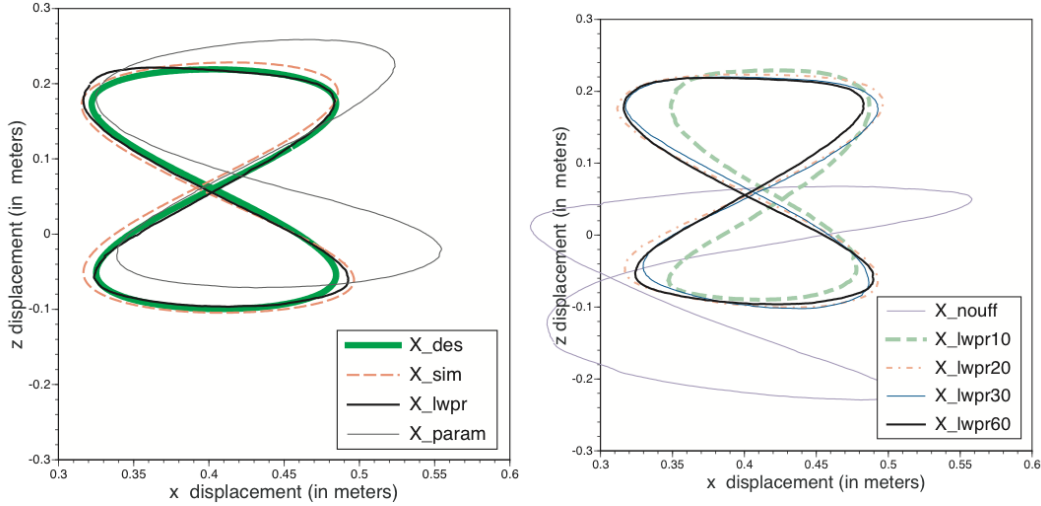 0.3
0.2
0.1
0
-0.1
-0.2
-0.3
z displacement (in meters)
0.3
0.35
0.4
0.45
0.5
0.55
0.6
x displacement (in meters)
X_des
X_sim
X_lwpr
X_param
0.3
0.2
0.1
0
-0.1
-0.2
-0.3
z displacement (in meters)
0.3
0.35
0.4
0.45
0.5
0.55
0.6
x displacement (in meters)
X_nouff
X_lwpr10
X_lwpr20
X_lwpr30
X_lwpr60